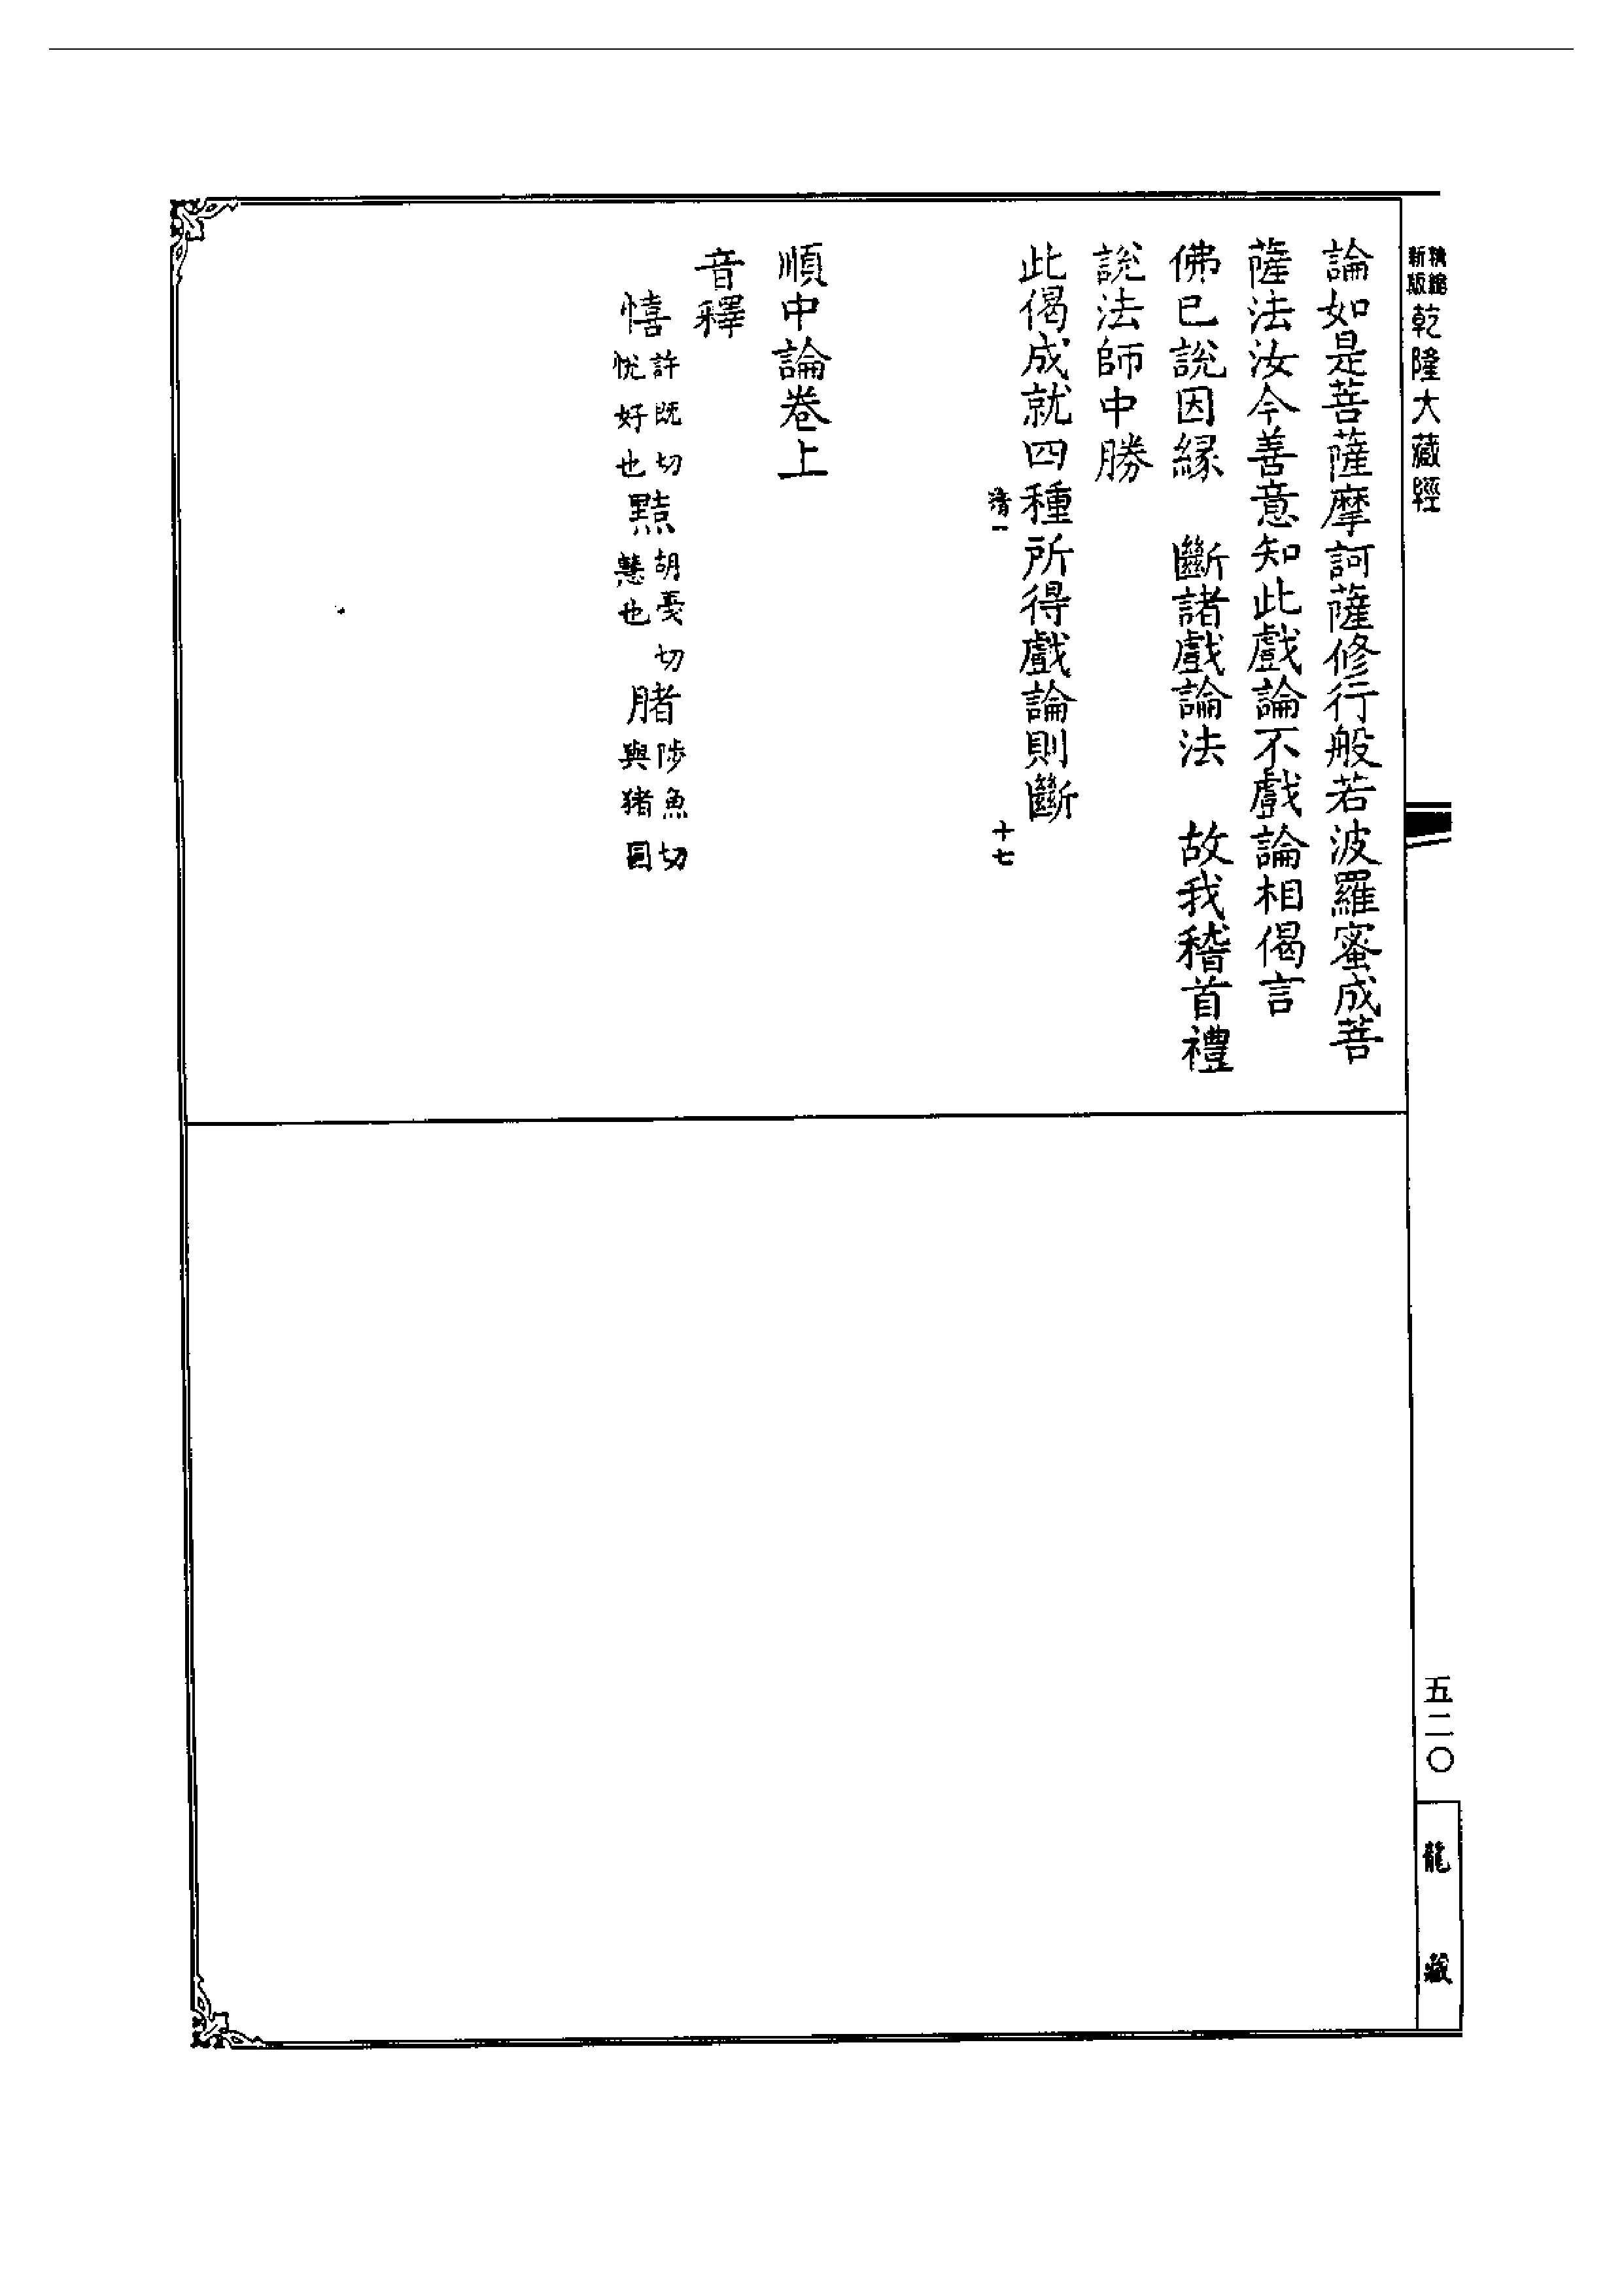 新版精縮 乾隆大藏經
論如是菩薩摩訶薩修行般若波羅蜜成菩
薩法汝今善意知此戲論不戲論相偈言
佛已說因緣 斷諸戲論法 故我稽首禮
說法師中勝
此偈成就四種所得戲論則斷
十七
順中論卷上
音釋
憘 許既切 悅好也 黠 胡戛切 慧也 䐗 陟魚切 與猪同
五二〇
龍藏